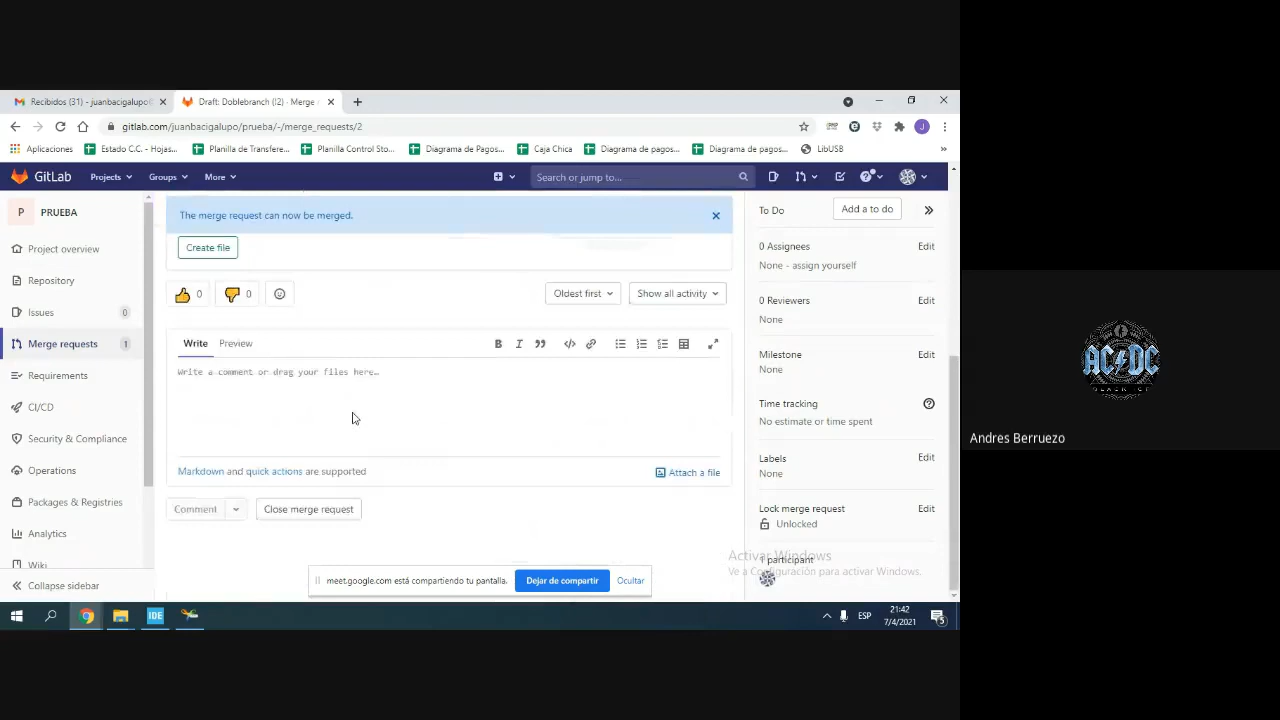 Recibidos (31) - juanbacigalupo@
Draft: Doblebranch (!2) · Merge
gitlab.com/juanbacigalupo/prueba/-/merge_requests/2
Aplicaciones
Estado C.C. - Hojas...
Planilla de Transfere...
Planilla Control Sto...
Diagrama de Pagos...
Caja Chica
Diagrama de pagos...
Diagrama de pagos...
LibUSB
»
GitLab
Projects
Groups
More
Search or jump to...
P PRUEBA
Project overview
Repository
Issues 0
Merge requests 1
Requirements
CI/CD
Security & Compliance
Operations
Packages & Registries
Analytics
Wiki
Collapse sidebar
The merge request can now be merged.
Create file
0
0
Oldest first
Show all activity
Write Preview
Write a comment or drag your files here…
Markdown and quick actions are supported
Attach a file
Comment
Close merge request
To Do
Add a to do
0 Assignees Edit
None - assign yourself
0 Reviewers Edit
None
Milestone Edit
None
Time tracking
No estimate or time spent
Labels Edit
None
Lock merge request Edit
Unlocked
1 participant
Activar Windows
Ve a Configuración para activar Windows.
meet.google.com está compartiendo tu pantalla.
Dejar de compartir
Ocultar
IDE
ESP
21:42
7/4/2021
5
AC DC
BLACK ICE
Andres Berruezo